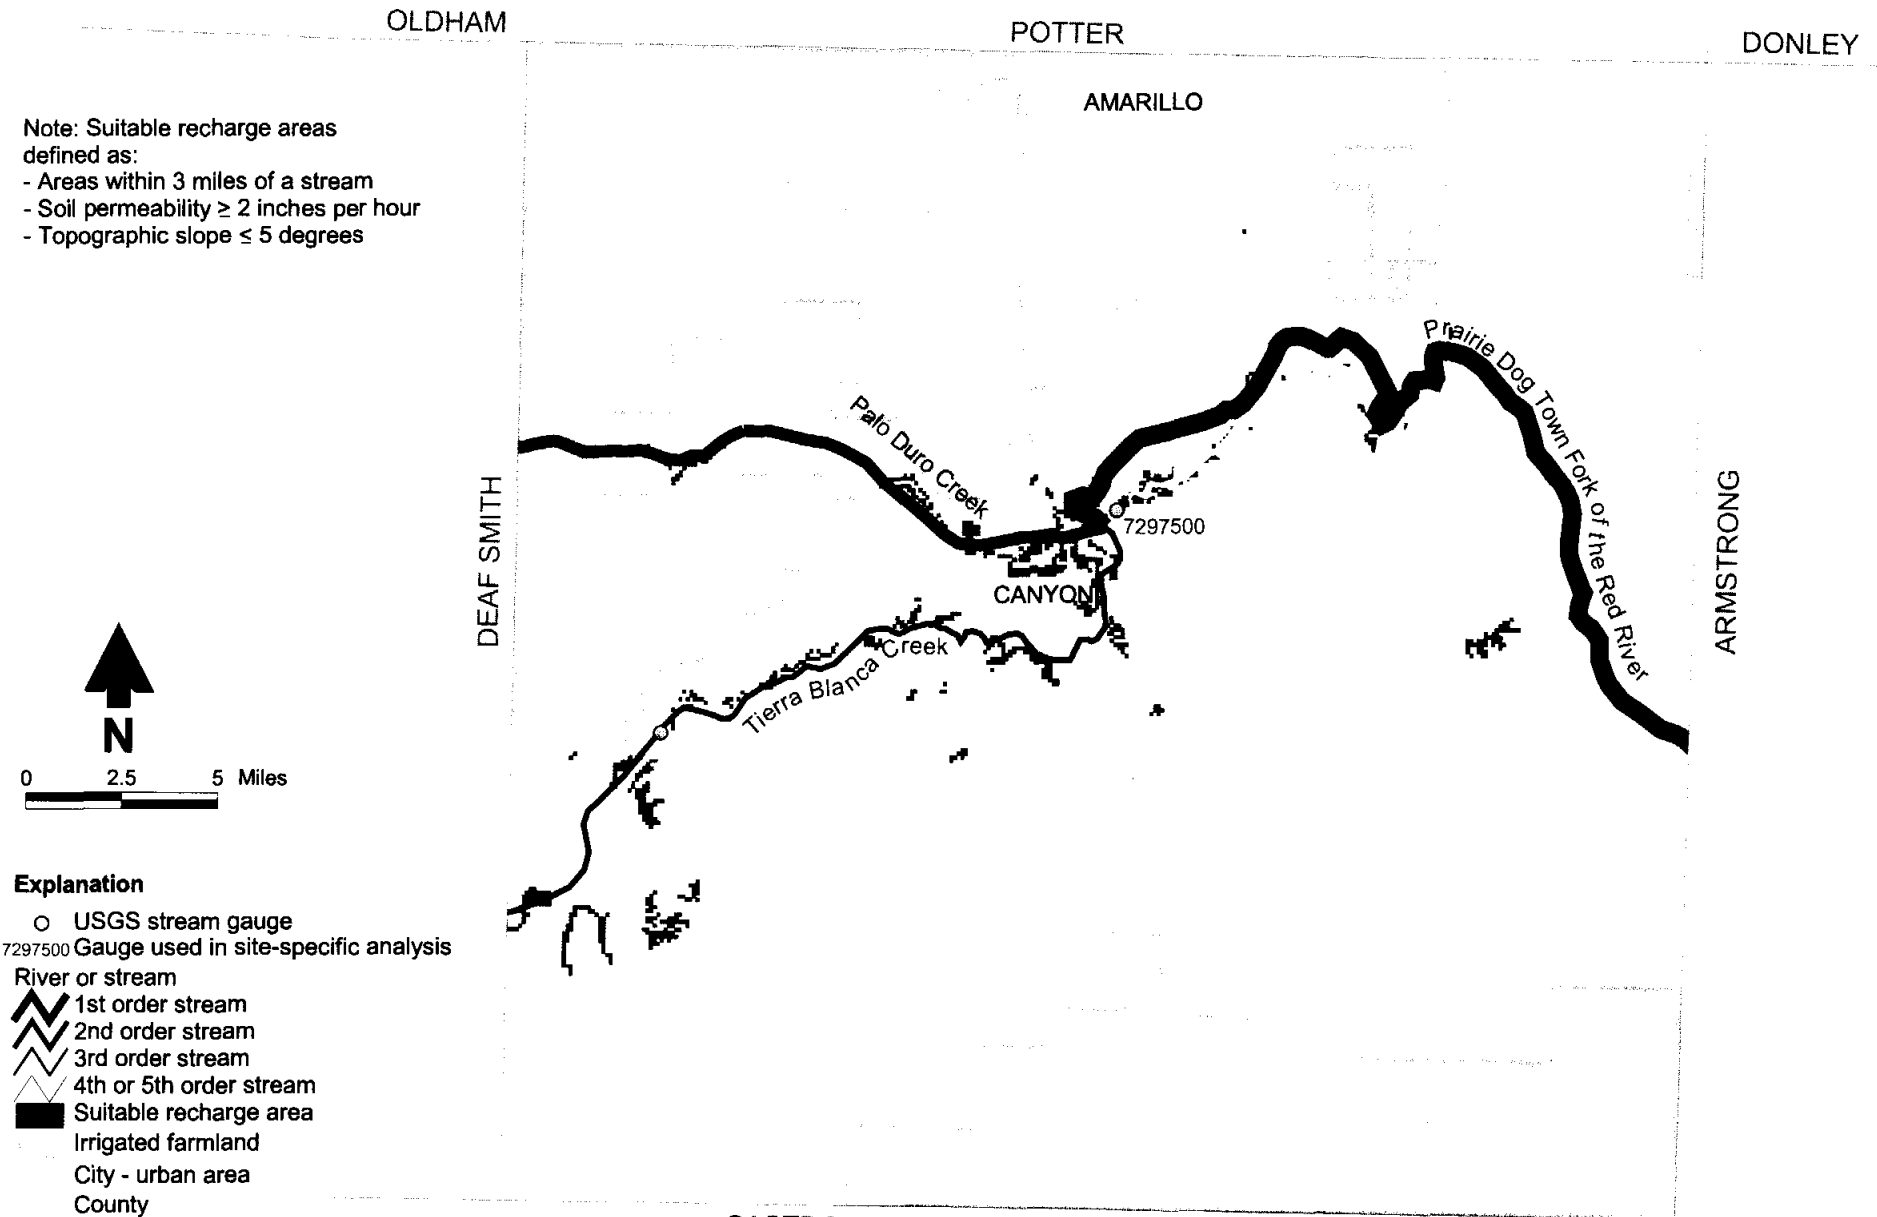 OLDHAM
POTTER
DONLEY
AMARILLO
Note: Suitable recharge areas
defined as:
- Areas within 3 miles of a stream
- Soil permeability ≥ 2 inches per hour
- Topographic slope ≤ 5 degrees
Prairie Dog Town Fork of the Red River
Palo Duro Creek
7297500
DEAF SMITH
ARMSTRONG
CANYON
Tierra Blanca Creek
N
0 2.5 5 Miles
Explanation
USGS stream gauge
7297500 Gauge used in site-specific analysis
River or stream
1st order stream
2nd order stream
3rd order stream
4th or 5th order stream
Suitable recharge area
Irrigated farmland
City - urban area
County